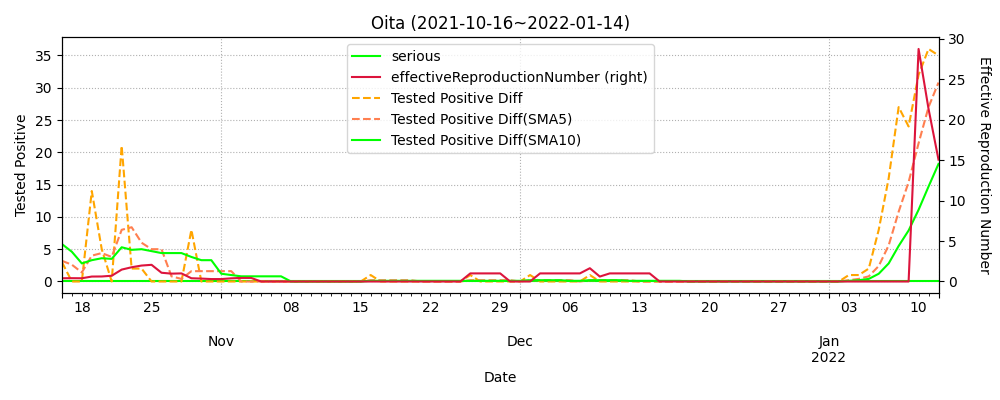 Oita (2021-10-16~2022-01-14)
serious
effectiveReproductionNumber (right)
Tested Positive Diff
Tested Positive Diff(SMA5)
Tested Positive Diff(SMA10)
Tested Positive
35
30
25
20
15
10
5
0
Effective Reproduction Number
30
25
20
15
10
5
0
18 25 08 15 22 29 06 13 20 27 03 10
Nov Dec Jan
2022
Date